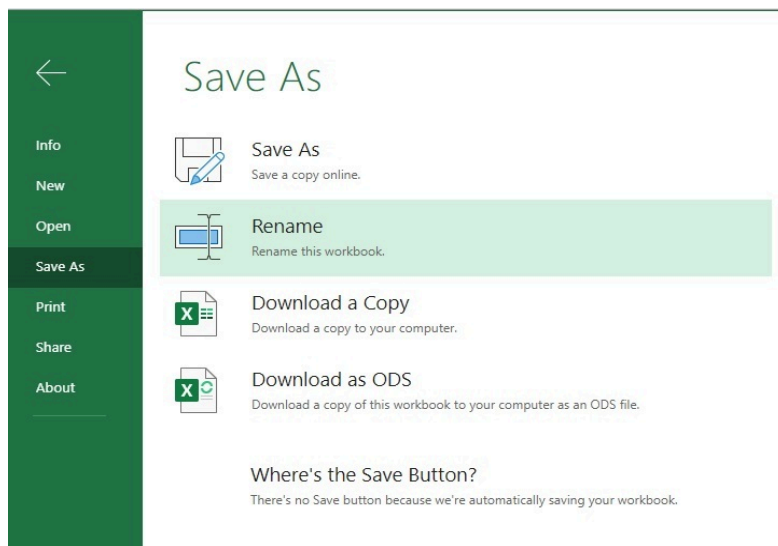 Save As
Info
New
Open
Save As
Print
Share
About
Save As
Save a copy online.
Rename
Rename this workbook.
Download a Copy
Download a copy to your computer.
Download as ODS
Download a copy of this workbook to your computer as an ODS file.
Where's the Save Button?
There's no Save button because we're automatically saving your workbook.